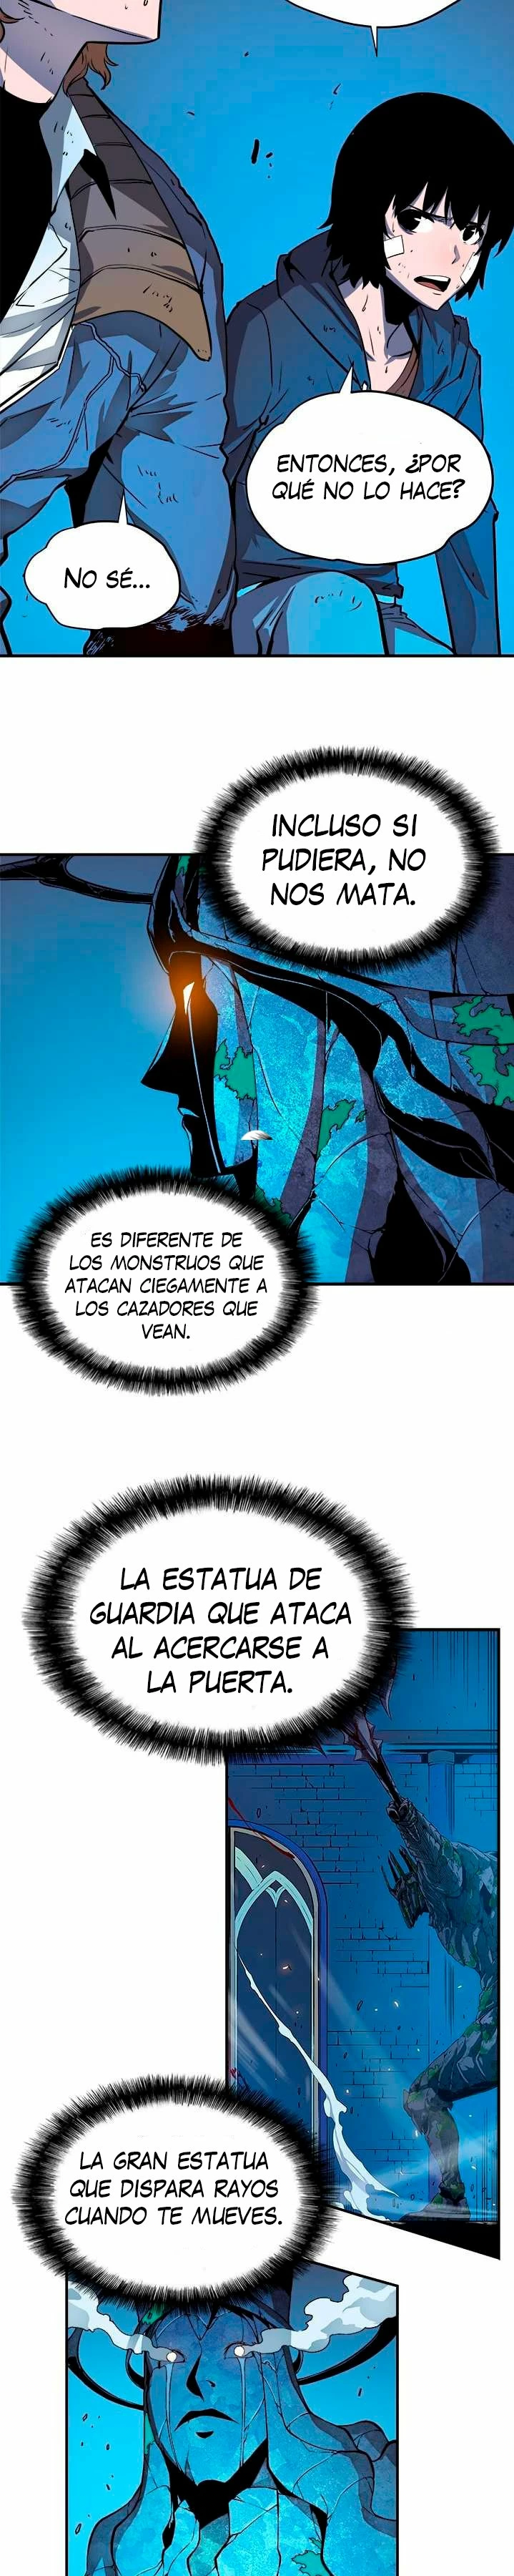 ENTONCES, ¿POR
QUÉ NO LO HACE?
NO SÉ...
INCLUSO SI
PUDIERA, NO
NOS MATA.
ES DIFERENTE DE
LOS MONSTRUOS QUE
ATACAN CIEGAMENTE A
LOS CAZADORES QUE
VEAN.
LA ESTATUA DE
GUARDIA QUE ATACA
AL ACERCARSE A
LA PUERTA.
LA GRAN ESTATUA
QUE DISPARA RAYOS
CUANDO TE MUEVES.